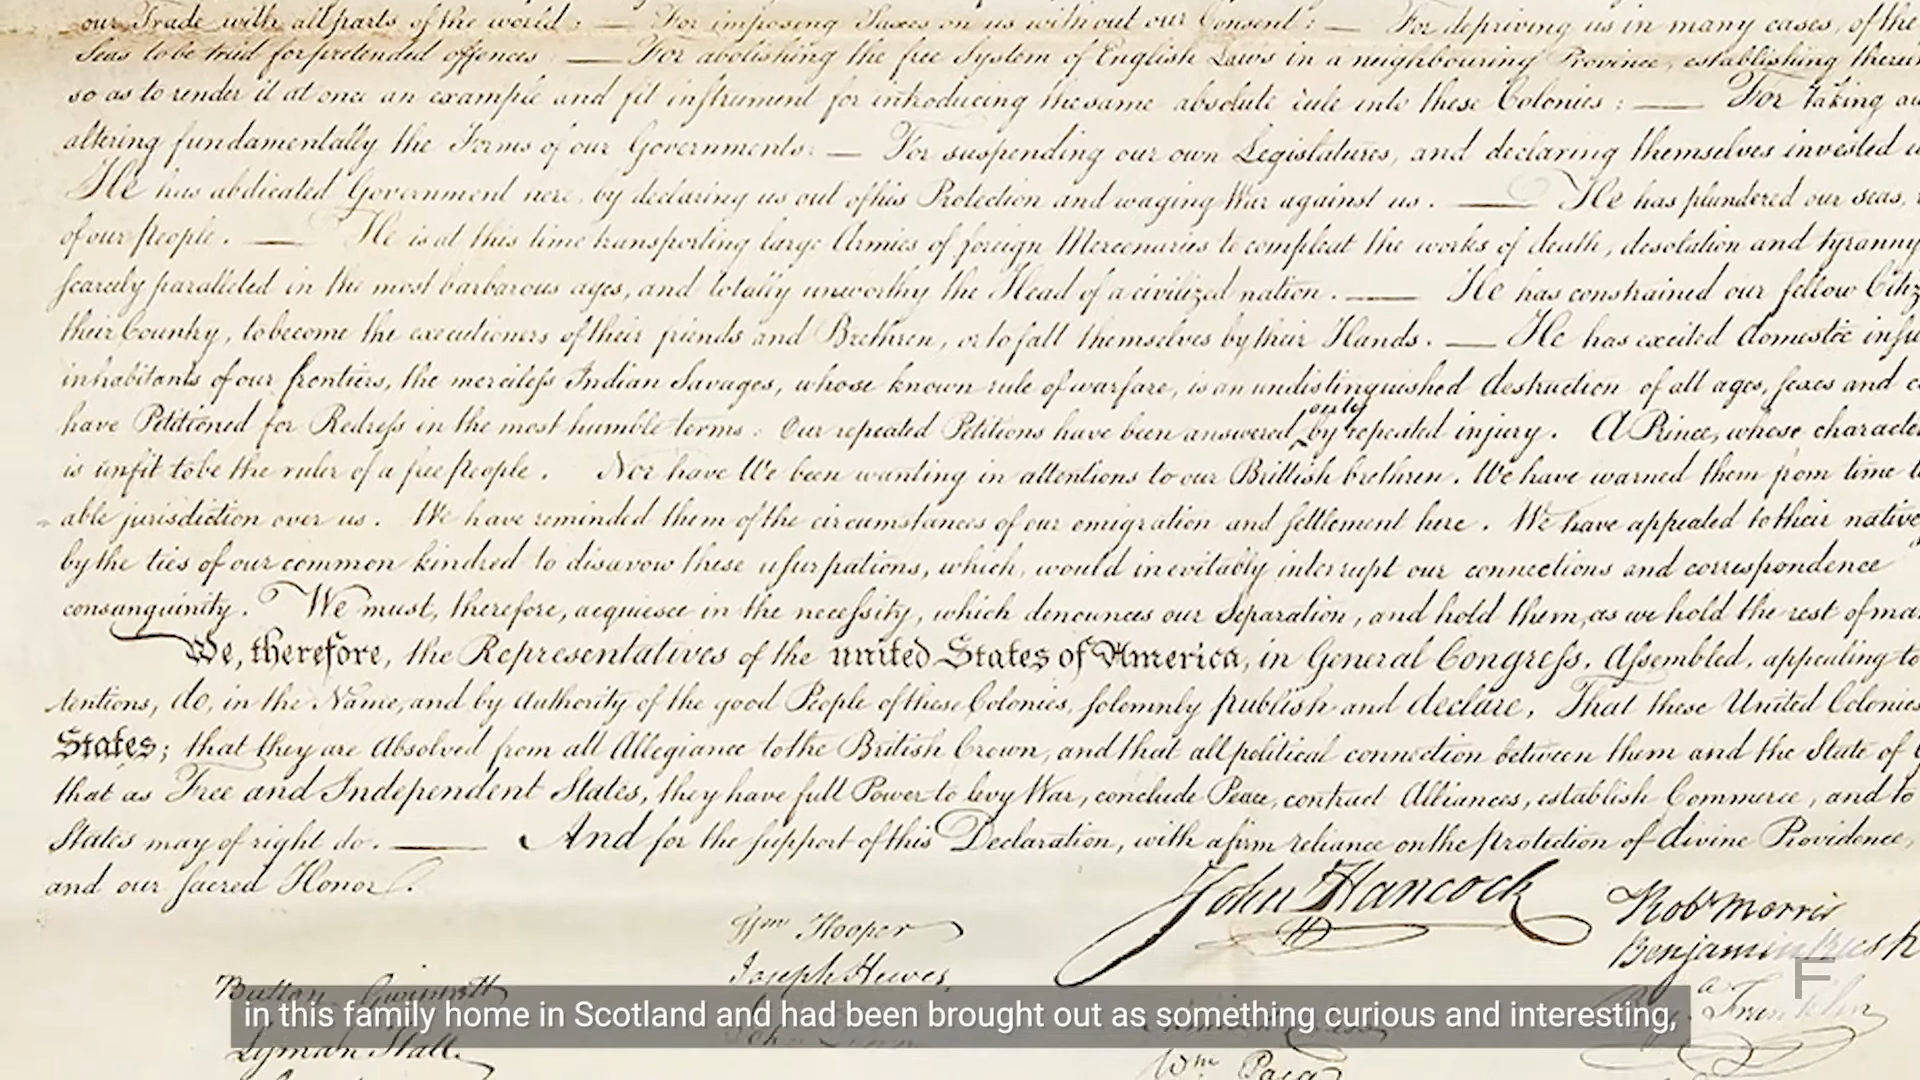 our Trade with all parts of the world : — For imposing Taxes on us without our Consent : — For depriving us in many cases, of the
Seas to be tried for pretended offences — For abolishing the free System of English Laws in a neighbouring Province, establishing therein
so as to render it at once an example and fit instrument for introducing the same absolute rule into these Colonies : — For taking
altering fundamentally the Forms of our Governments : — For suspending our own Legislatures, and declaring themselves invested
He has abdicated Government here, by declaring us out of his Protection and waging War against us . — He has plundered our seas,
of our people . — He is at this time transporting large Armies of foreign Mercenaries to compleat the works of death, desolation and tyranny
scarcely paralleled in the most barbarous ages, and totally unworthy the Head of a civilized nation . — He has constrained our fellow
their Country, to become the executioners of their friends and Brethren, or to fall themselves by their Hands . — He has excited domestic
inhabitants of our frontiers, the merciless Indian Savages, whose known rule of warfare, is an undistinguished destruction of all ages, sexes and
only
have Petitioned for Redress in the most humble terms : Our repeated Petitions have been answered by repeated injury . A Prince, whose
is unfit to be the ruler of a free people . Nor have We been wanting in attentions to our Brittish brethren . We have warned them from time
able jurisdiction over us . We have reminded them of the circumstances of our emigration and settlement here . We have appealed to their native
by the ties of our common kindred to disavow these usurpations, which, would inevitably interrupt our connections and correspondence
consanguinity . We must, therefore, acquiesce in the necessity, which denounces our Separation, and hold them, as we hold the rest of
We, therefore, the Representatives of the united States of America, in General Congress, Assembled, appealing to
tentions, do, in the Name, and by Authority of the good People of these Colonies, solemnly publish and declare, That these United Colonies
States; that they are Absolved from all Allegiance to the British Crown, and that all political connection between them and the State of
that as Free and Independent States, they have full Power to levy War, conclude Peace, contract Alliances, establish Commerce, and to
States may of right do . — And for the support of this Declaration, with a firm reliance on the protection of divine Providence,
and our sacred Honor .
John Hancock
Robt Morris
Wm Hooper
Benjamin Rush
Joseph Hewes,
Button Gwinnett
Franklin
F
in this family home in Scotland and had been brought out as something curious and interesting,
Lyman Hall.
Wm Paca